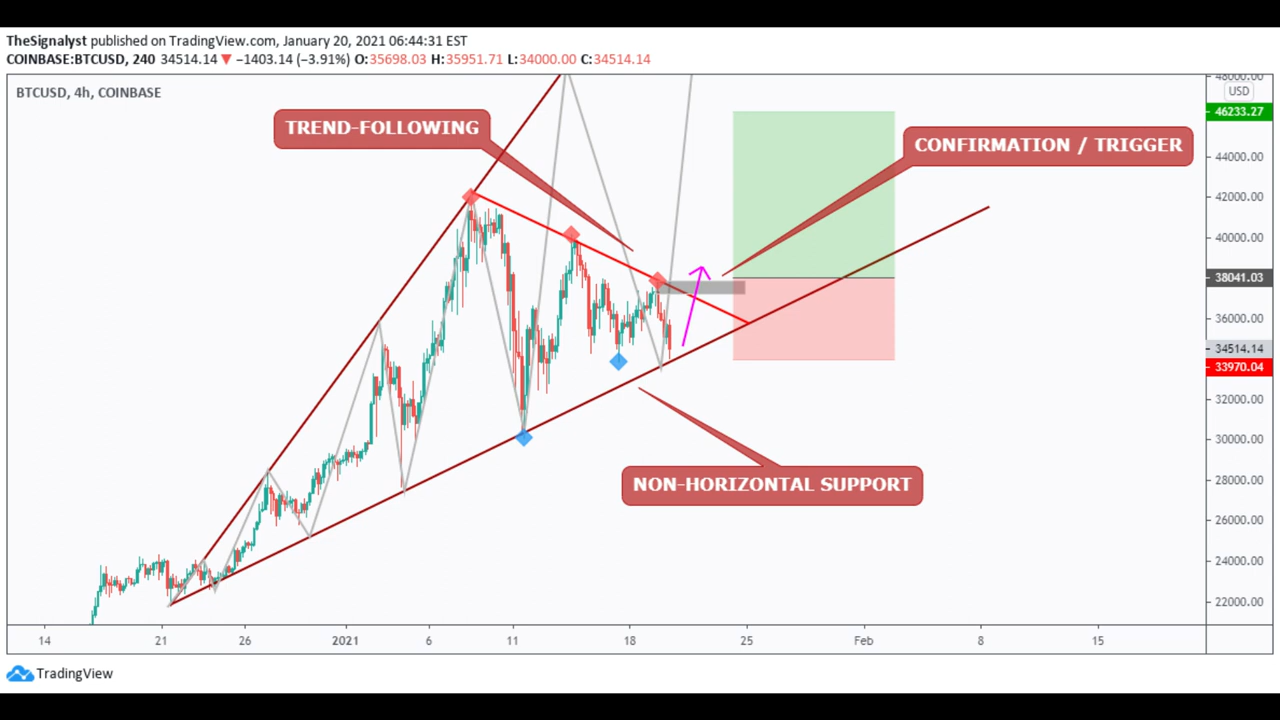 TheSignalyst published on TradingView.com, January 20, 2021 06:44:31 EST
COINBASE:BTCUSD, 240 34514.14 ▼ −1403.14 (−3.91%) O:35698.03 H:35951.71 L:34000.00 C:34514.14
BTCUSD, 4h, COINBASE
48000.00
USD
46233.27
TREND-FOLLOWING
CONFIRMATION / TRIGGER
44000.00
42000.00
40000.00
38041.03
36000.00
34514.14
33970.04
32000.00
30000.00
NON-HORIZONTAL SUPPORT
28000.00
26000.00
24000.00
22000.00
14 21 26 2021 6 11 18 25 Feb 8 15
TradingView